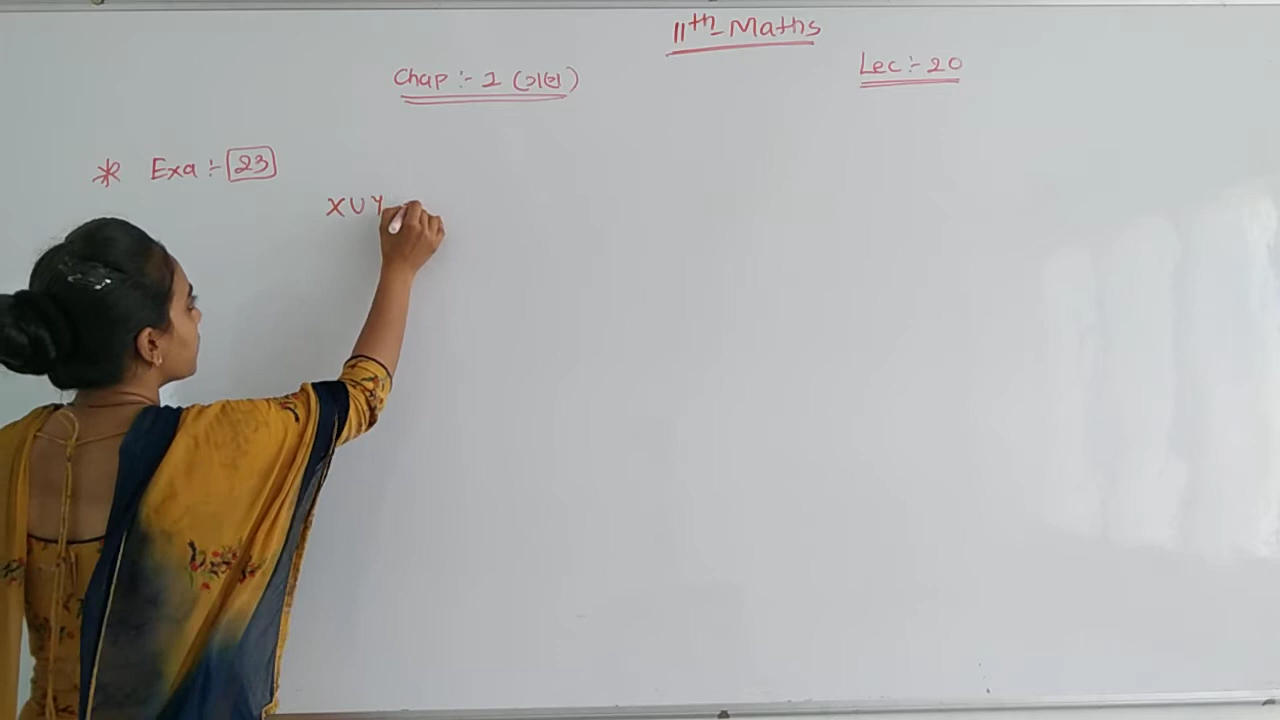 11th Maths
Chap :- 1 (ગણ)
Lec :- 20
* Exa :- 23
X U Y